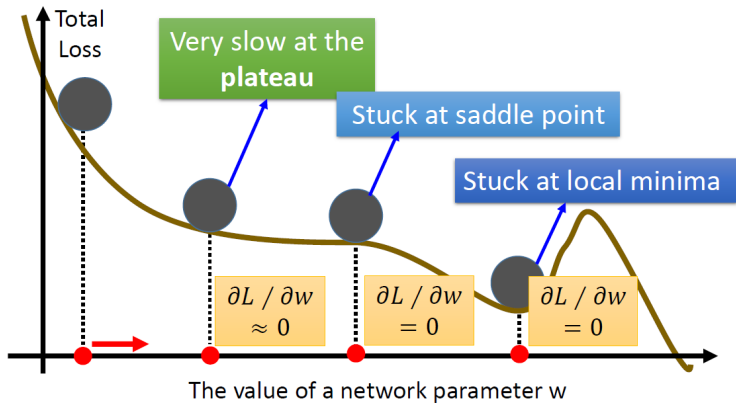 Total
Loss
Very slow at the
plateau
Stuck at saddle point
Stuck at local minima
∂L / ∂w
≈ 0
∂L / ∂w
= 0
∂L / ∂w
= 0
The value of a network parameter w